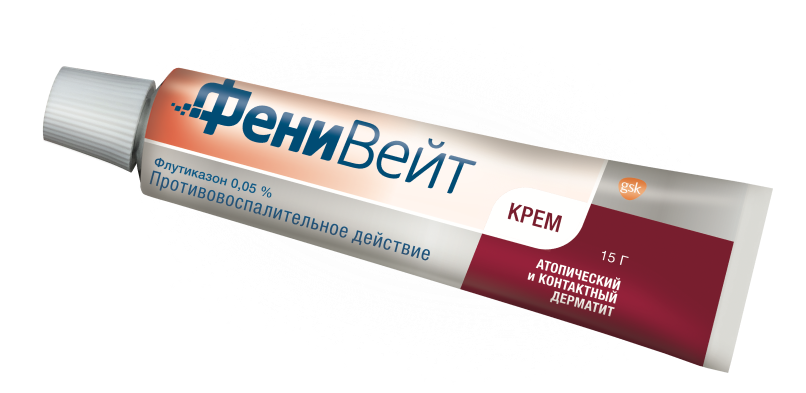 ФениВейт
Флутиказон 0,05 %
Противовоспалительное действие
КРЕМ
gsk
15 Г
АТОПИЧЕСКИЙ
И КОНТАКТНЫЙ
ДЕРМАТИТ